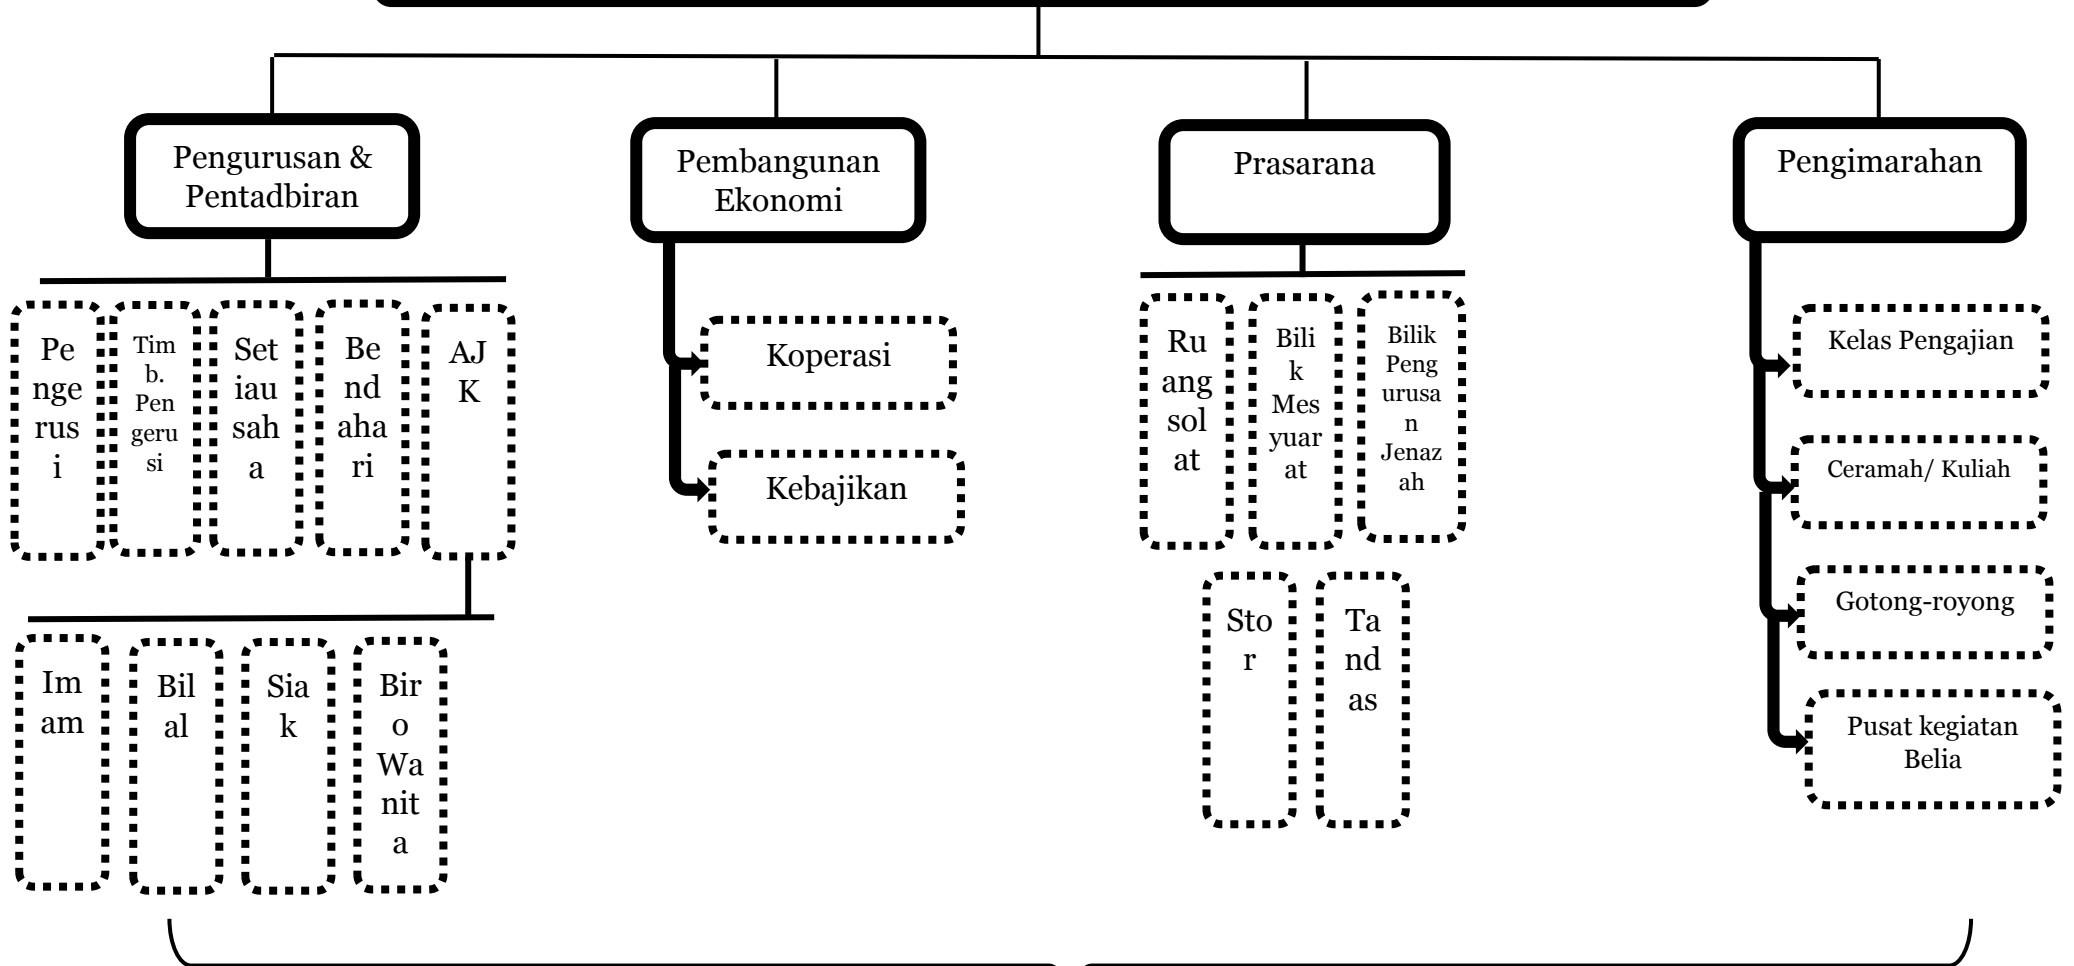 Pengurusan &
Pentadbiran
Pembangunan
Ekonomi
Prasarana
Pengimarahan
Pe
nge
rus
i
Tim
b.
Pen
geru
si
Set
iau
sah
a
Be
nd
aha
ri
AJ
K
Im
am
Bil
al
Sia
k
Bir
o
Wa
nit
a
Koperasi
Kebajikan
Ru
ang
sol
at
Bili
k
Mes
yuar
at
Bilik
Peng
urusa
n
Jenaz
ah
Sto
r
Ta
nd
as
Kelas Pengajian
Ceramah/ Kuliah
Gotong-royong
Pusat kegiatan
Belia